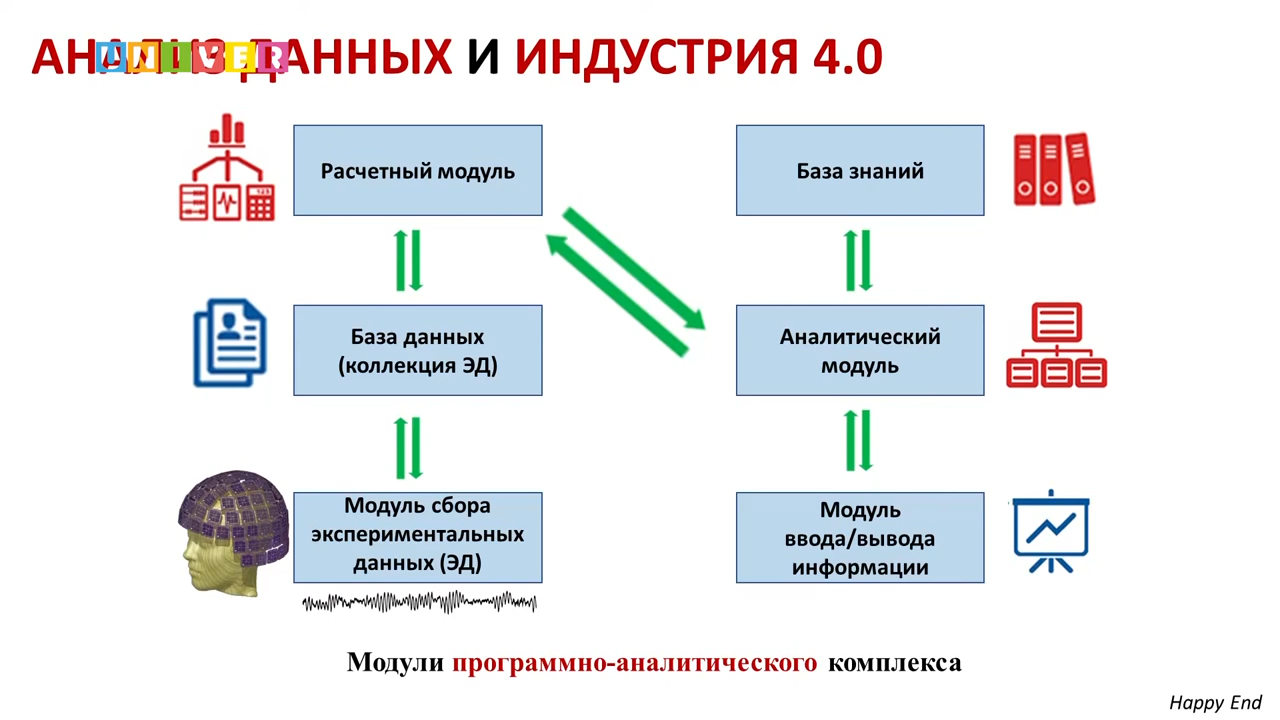 АНАЛИЗ ДАННЫХ И ИНДУСТРИЯ 4.0
UNIVER
Расчетный модуль
База знаний
База данных
(коллекция ЭД)
Аналитический
модуль
Модуль сбора
экспериментальных
данных (ЭД)
Модуль
ввода/вывода
информации
Модули программно-аналитического комплекса
Happy End